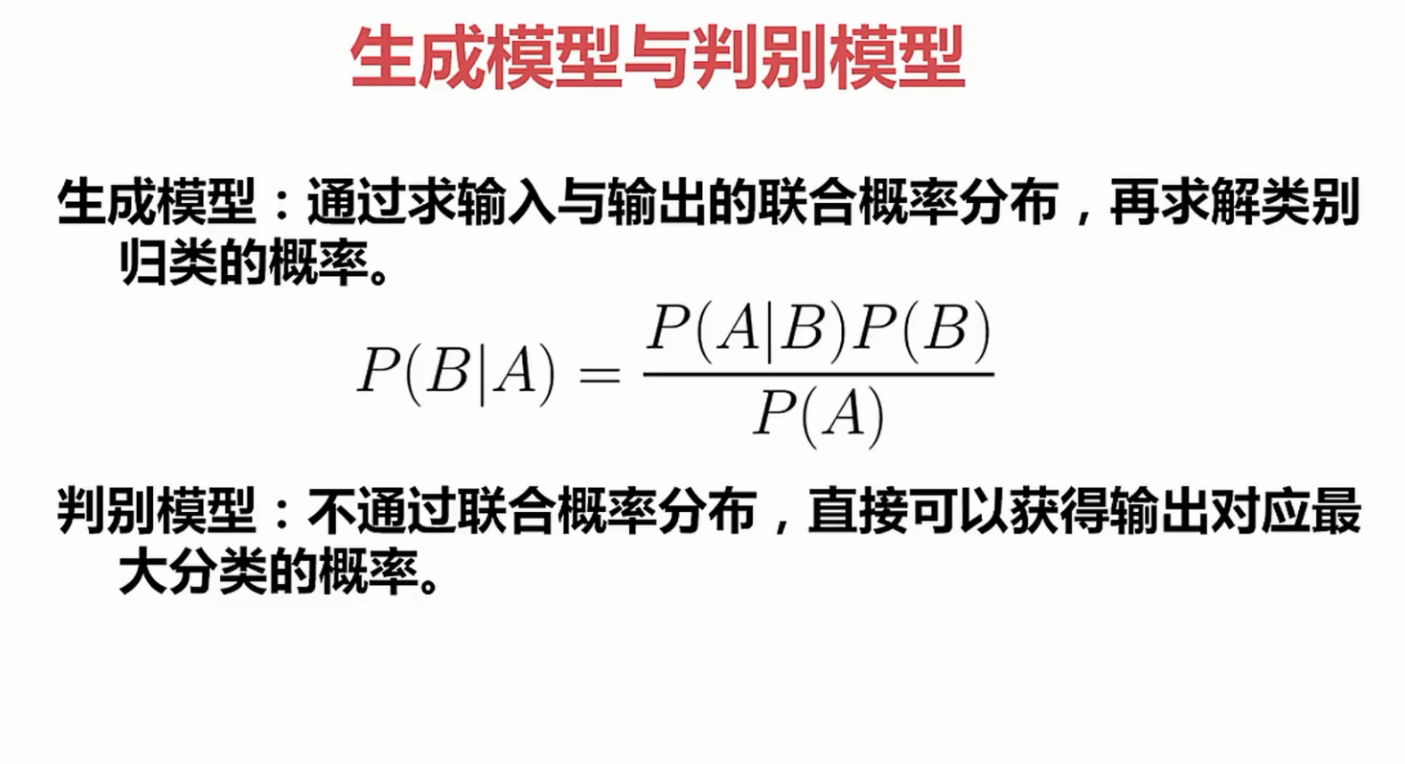 生成模型与判别模型
生成模型：通过求输入与输出的联合概率分布，再求解类别
归类的概率。
P(B|A) = P(A|B)P(B) / P(A)
判别模型：不通过联合概率分布，直接可以获得输出对应最
大分类的概率。